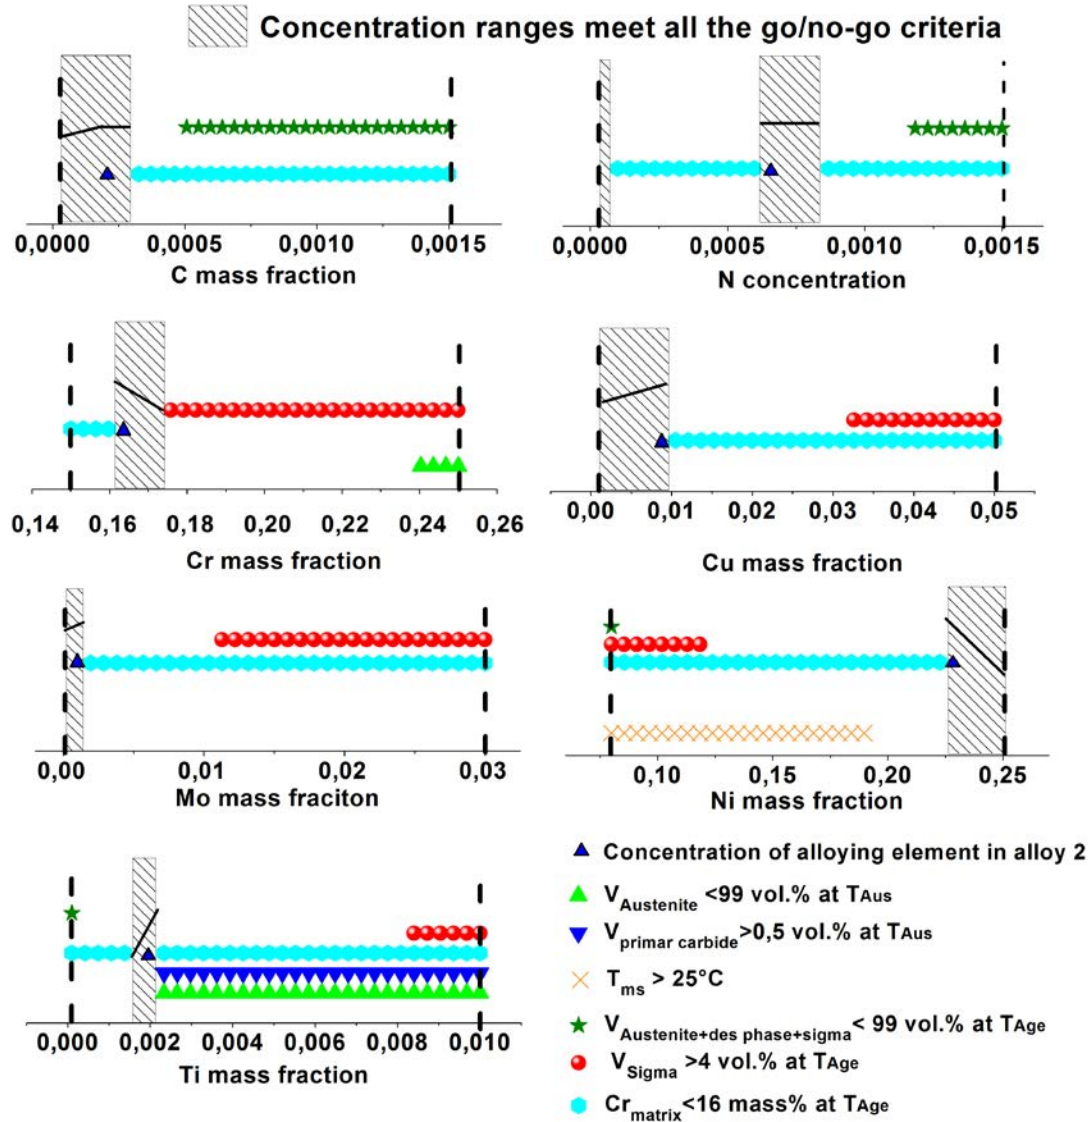 Concentration ranges meet all the go/no-go criteria
0,0000 0,0005 0,0010 0,0015
C mass fraction
0,0000 0,0005 0,0010 0,0015
N concentration
0,14 0,16 0,18 0,20 0,22 0,24 0,26
Cr mass fraction
0,00 0,01 0,02 0,03 0,04 0,05
Cu mass fraction
0,00 0,01 0,02 0,03
Mo mass fraciton
0,10 0,15 0,20 0,25
Ni mass fraction
0,000 0,002 0,004 0,006 0,008 0,010
Ti mass fraction
Concentration of alloying element in alloy 2
VAustenite <99 vol.% at TAus
Vprimar carbide>0,5 vol.% at TAus
Tms > 25°C
VAustenite+des phase+sigma< 99 vol.% at TAge
VSigma >4 vol.% at TAge
Crmatrix<16 mass% at TAge